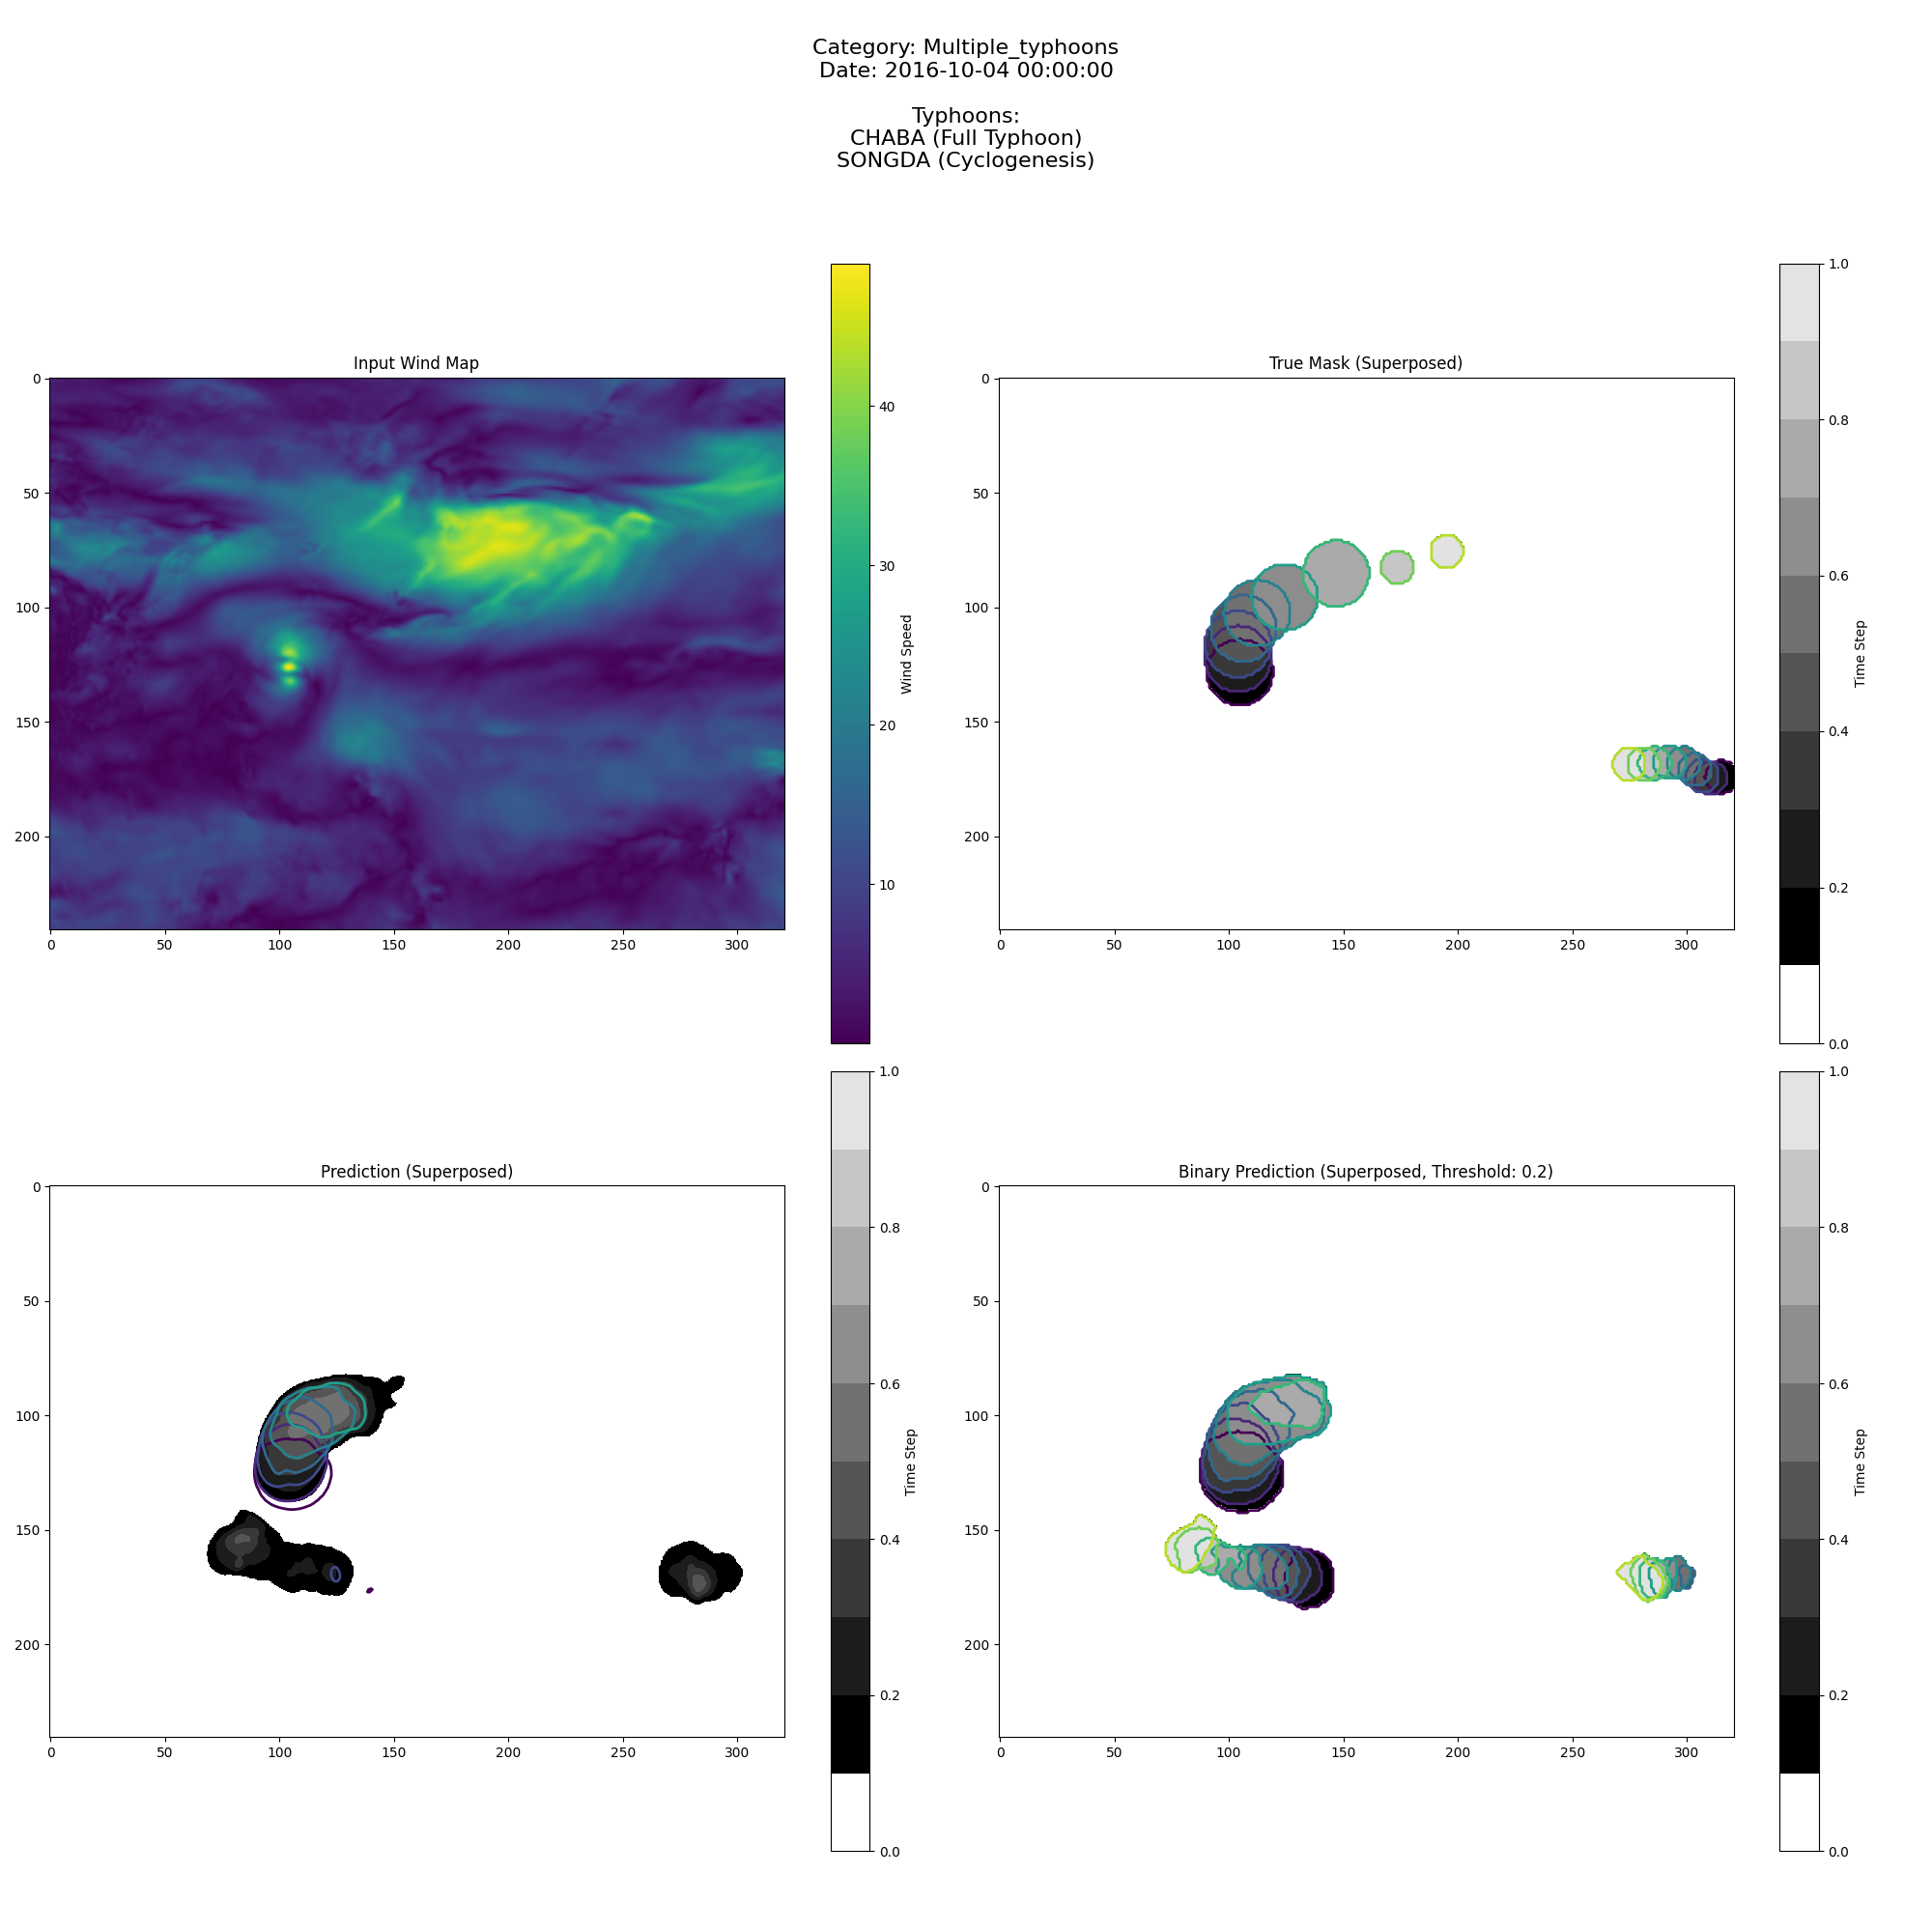 Category: Multiple_typhoons
Date: 2016-10-04 00:00:00
Typhoons:
CHABA (Full Typhoon)
SONGDA (Cyclogenesis)
Input Wind Map
0
50
100
150
200
0 50 100 150 200 250 300
40
30
20
10
Wind Speed
True Mask (Superposed)
0
50
100
150
200
0 50 100 150 200 250 300
1.0
0.8
0.6
0.4
0.2
0.0
Time Step
Prediction (Superposed)
0
50
100
150
200
0 50 100 150 200 250 300
1.0
0.8
0.6
0.4
0.2
0.0
Time Step
Binary Prediction (Superposed, Threshold: 0.2)
0
50
100
150
200
0 50 100 150 200 250 300
1.0
0.8
0.6
0.4
0.2
0.0
Time Step